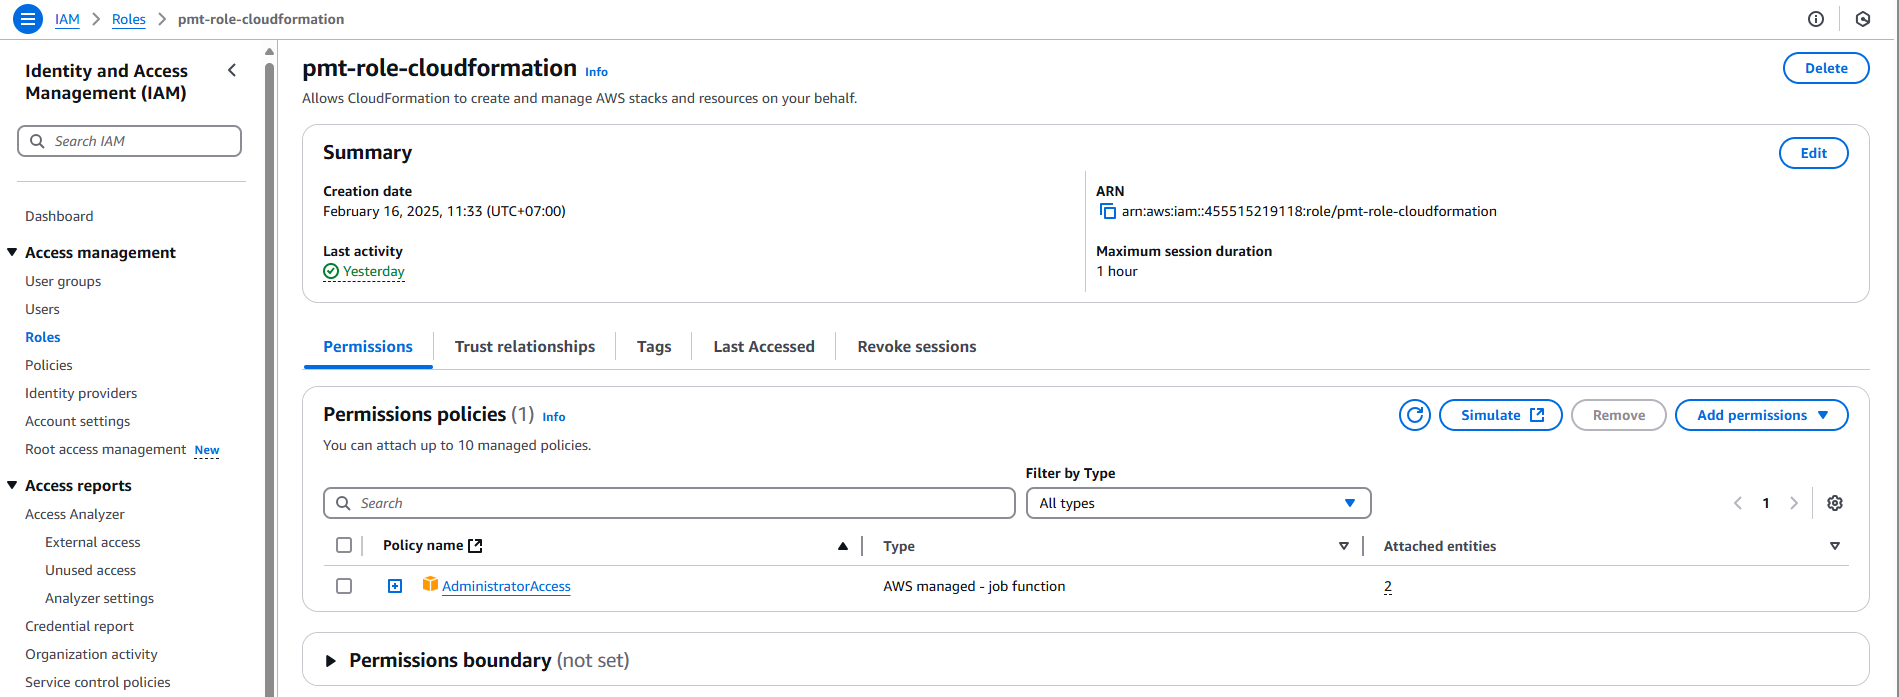 IAM > Roles > pmt-role-cloudformation
Identity and Access
Management (IAM)
Search IAM
Dashboard
Access management
User groups
Users
Roles
Policies
Identity providers
Account settings
Root access management New
Access reports
Access Analyzer
External access
Unused access
Analyzer settings
Credential report
Organization activity
Service control policies
pmt-role-cloudformation Info
Delete
Allows CloudFormation to create and manage AWS stacks and resources on your behalf.
Summary
Edit
Creation date
February 16, 2025, 11:33 (UTC+07:00)
ARN
arn:aws:iam::455515219118:role/pmt-role-cloudformation
Last activity
Yesterday
Maximum session duration
1 hour
Permissions
Trust relationships
Tags
Last Accessed
Revoke sessions
Permissions policies (1) Info
Simulate
Remove
Add permissions
You can attach up to 10 managed policies.
Filter by Type
Search
All types
1
Policy name
Type
Attached entities
AdministratorAccess
AWS managed - job function
2
Permissions boundary (not set)